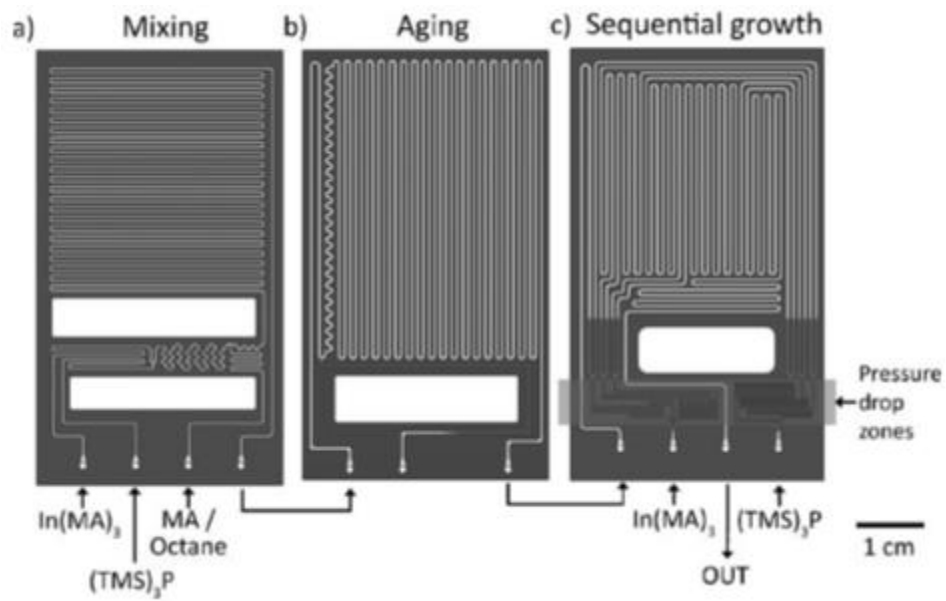 a) Mixing
b) Aging
c) Sequential growth
Pressure
drop
zones
In(MA)₃
MA /
Octane
(TMS)₃P
In(MA)₃
(TMS)₃P
OUT
1 cm